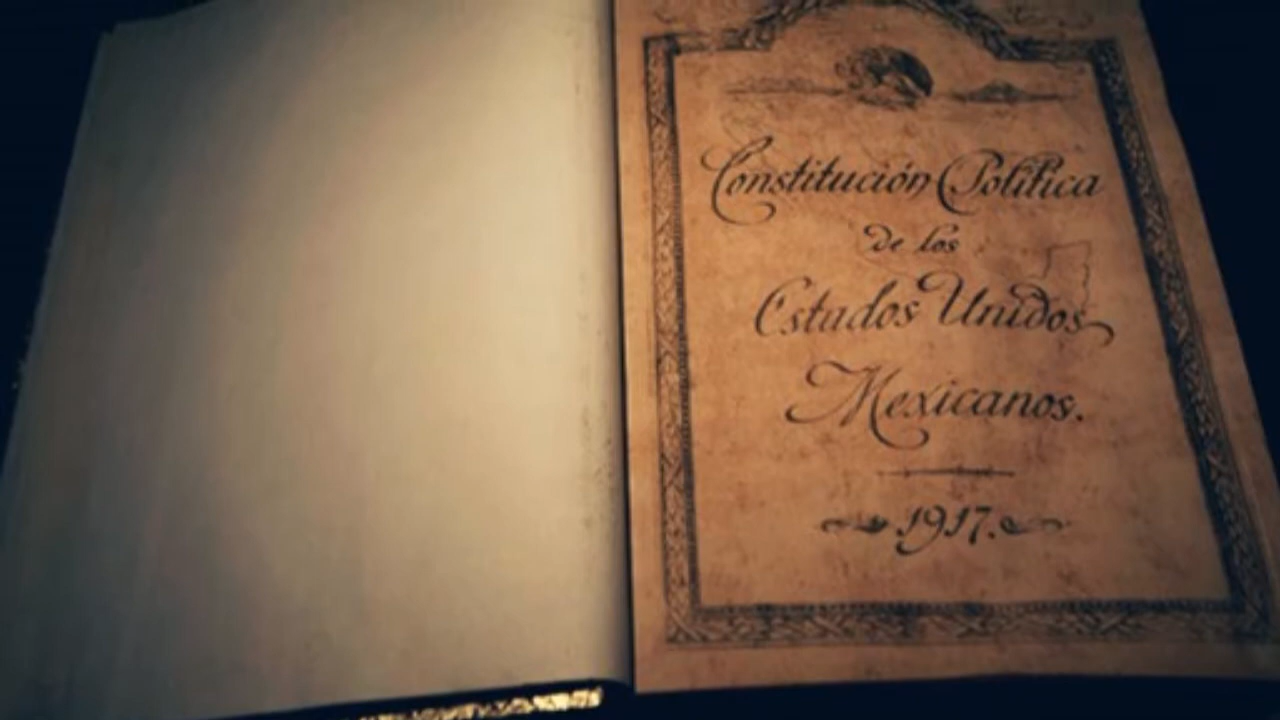 Constitución Política
de los
Estados Unidos
Mexicanos.
1917.